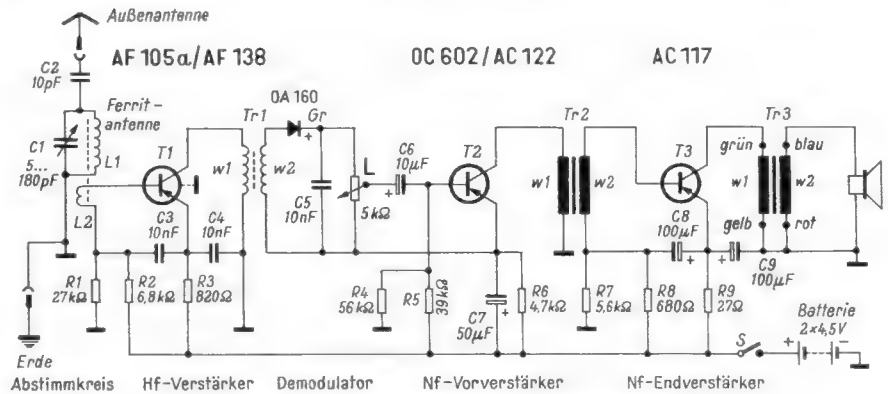 Außenantenne
AF 105a/AF 138
OC 602/AC 122
AC 117
C2
10pF
Ferrit-
antenne
C1
5...
180pF
L1
L2
T1
Tr1
w1
w2
OA 160
Gr
+
C5
10nF
L
5kΩ
C6
10µF
+
T2
Tr2
w1
w2
T3
Tr3
grün
blau
w1
w2
gelb
rot
C3
10nF
C4
10nF
C8
100µF
+
+
C9
100µF
R1
27kΩ
R2
6,8kΩ
R3
820Ω
R4
56kΩ
R5
39kΩ
C7
50µF
+
R6
4,7kΩ
R7
5,6kΩ
R8
680Ω
R9
27Ω
Batterie
2×4,5V
S
+
−
Erde
Abstimmkreis
Hf-Verstärker
Demodulator
Nf-Vorverstärker
Nf-Endverstärker